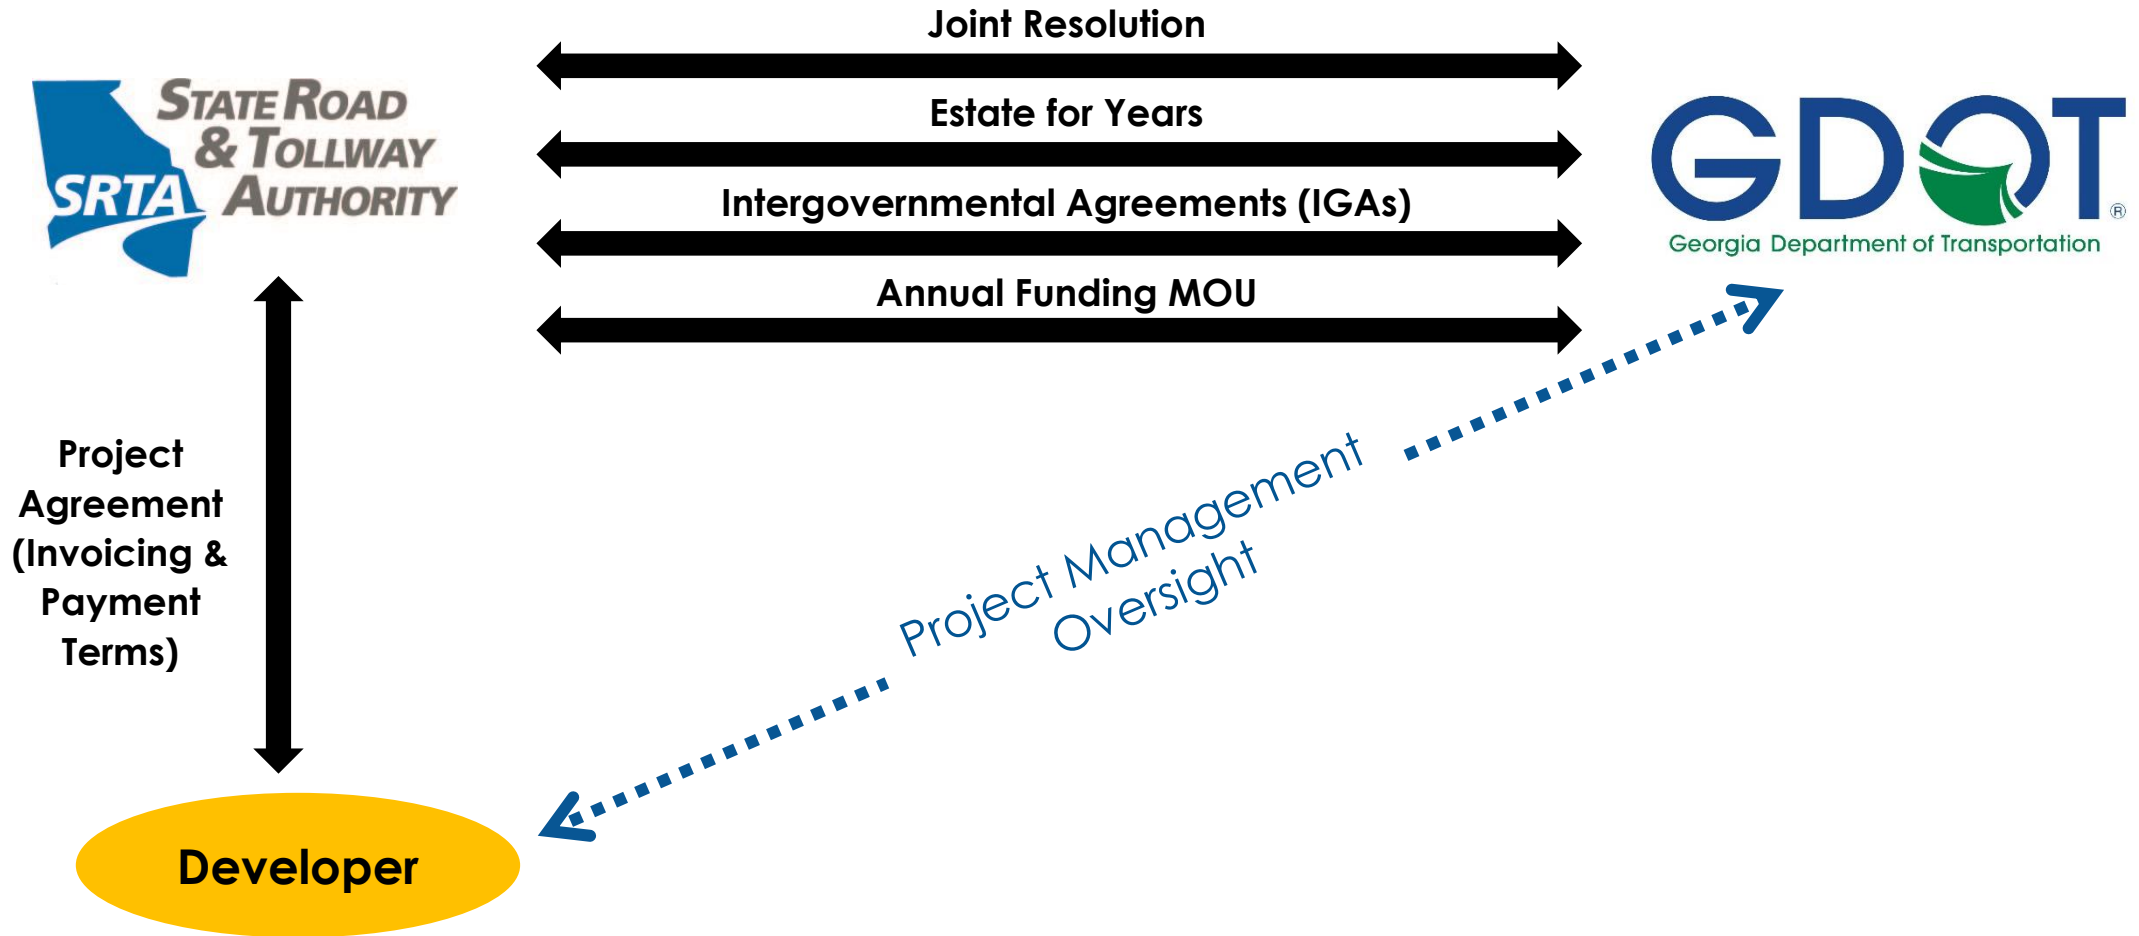 Joint Resolution
STATE ROAD
& TOLLWAY
AUTHORITY
SRTA
Estate for Years
Intergovernmental Agreements (IGAs)
Annual Funding MOU
GDOT®
Georgia Department of Transportation
Project
Agreement
(Invoicing &
Payment
Terms)
Project Management
Oversight
Developer